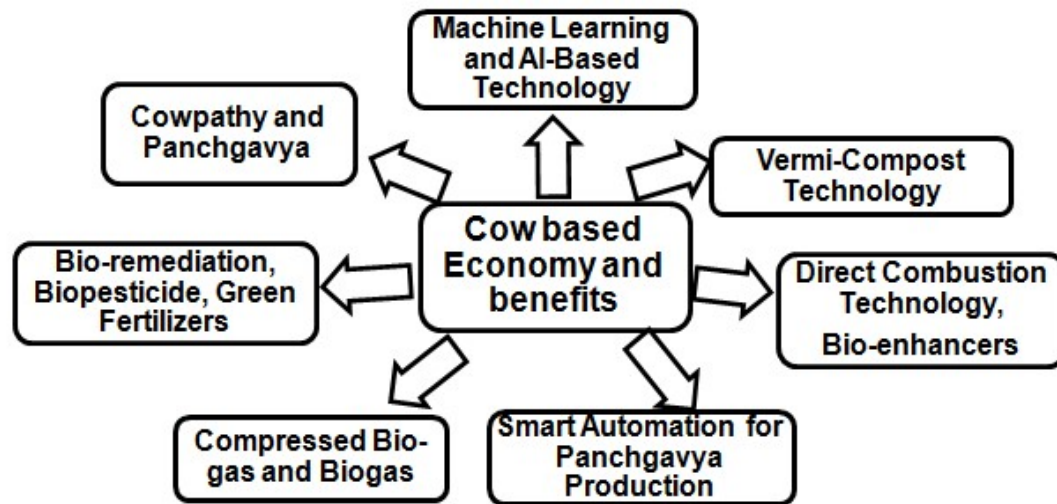 Machine Learning
and AI-Based
Technology
Cowpathy and
Panchgavya
Vermi-Compost
Technology
Cow based
Economy and
benefits
Bio-remediation,
Biopesticide, Green
Fertilizers
Direct Combustion
Technology,
Bio-enhancers
Compressed Bio-
gas and Biogas
Smart Automation for
Panchgavya
Production